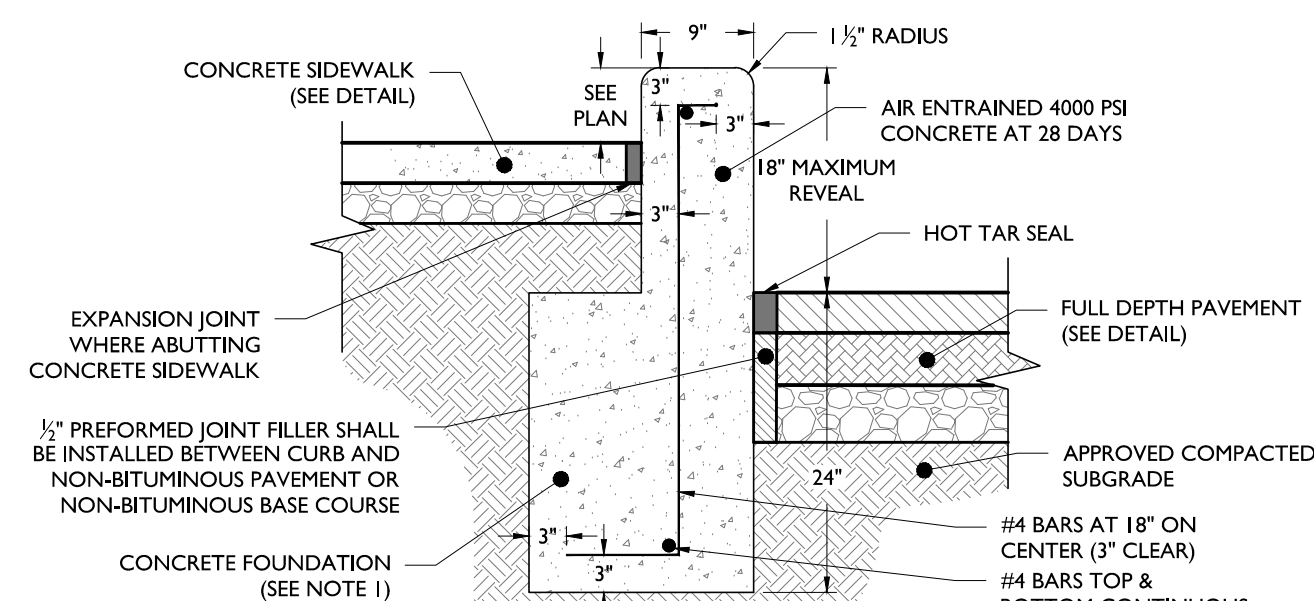 9"
1 ½" RADIUS
CONCRETE SIDEWALK
(SEE DETAIL)
SEE
PLAN
3"
3"
AIR ENTRAINED 4000 PSI
CONCRETE AT 28 DAYS
18" MAXIMUM
REVEAL
3"
HOT TAR SEAL
EXPANSION JOINT
WHERE ABUTTING
CONCRETE SIDEWALK
FULL DEPTH PAVEMENT
(SEE DETAIL)
½" PREFORMED JOINT FILLER SHALL
BE INSTALLED BETWEEN CURB AND
NON-BITUMINOUS PAVEMENT OR
NON-BITUMINOUS BASE COURSE
24"
APPROVED COMPACTED
SUBGRADE
3"
3"
#4 BARS AT 18" ON
CENTER (3" CLEAR)
CONCRETE FOUNDATION
(SEE NOTE 1)
#4 BARS TOP &
BOTTOM CONTINUOUS